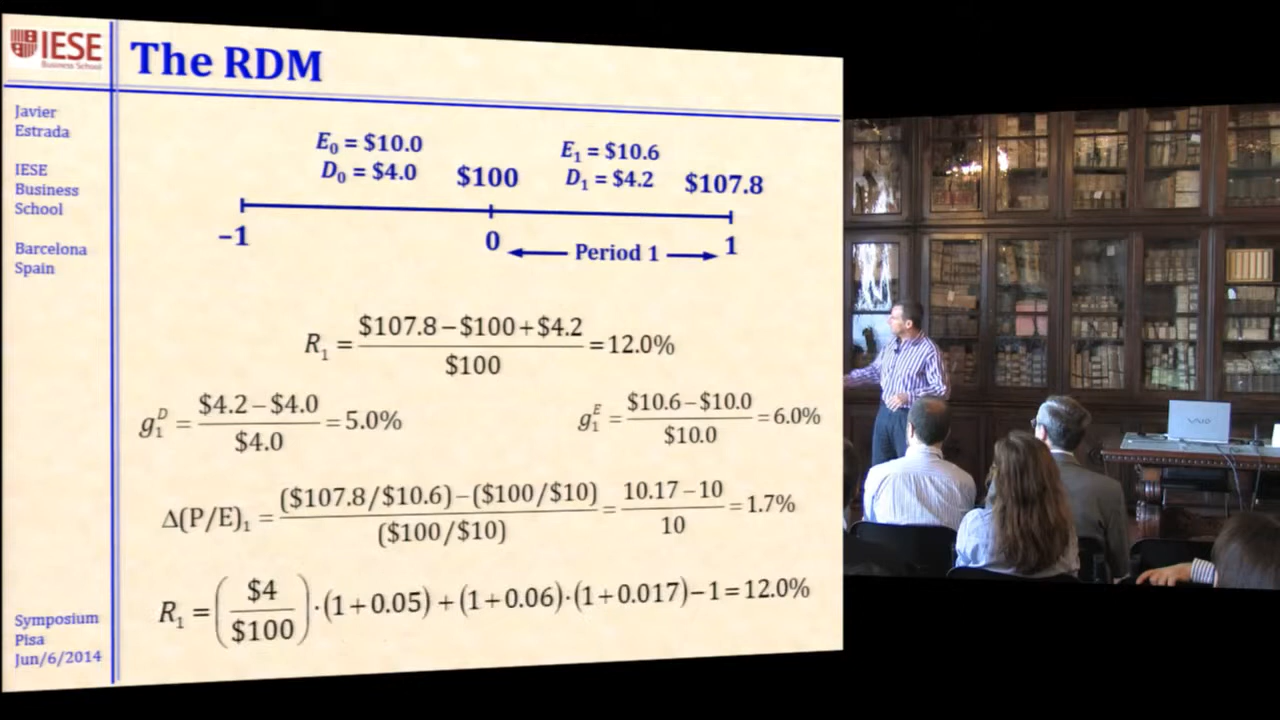 IESE
Business School
The RDM
Javier
Estrada
IESE
Business
School
Barcelona
Spain
E₀ = $10.0
D₀ = $4.0
$100
E₁ = $10.6
D₁ = $4.2
$107.8
–1
0
Period 1
1
R₁ = ($107.8 – $100 + $4.2) / $100 = 12.0%
g₁ᴰ = ($4.2 – $4.0) / $4.0 = 5.0%
g₁ᴱ = ($10.6 – $10.0) / $10.0 = 6.0%
Δ(P/E)₁ = (($107.8/$10.6) – ($100/$10)) / ($100/$10) = (10.17 – 10) / 10 = 1.7%
R₁ = ($4 / $100) · (1 + 0.05) + (1 + 0.06) · (1 + 0.017) – 1 = 12.0%
Symposium
Pisa
Jun/6/2014
VAIO